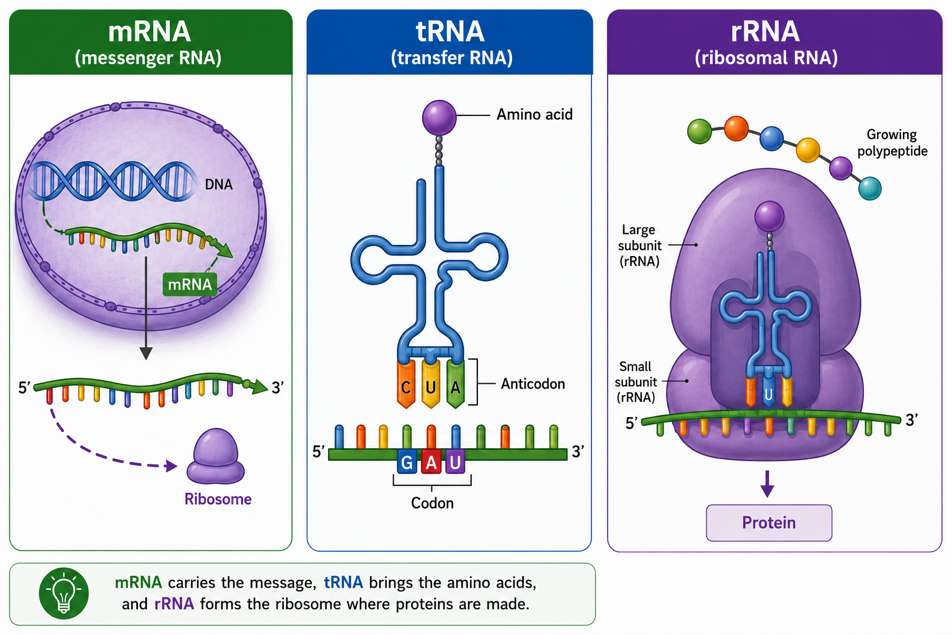 mRNA
(messenger RNA)
DNA
mRNA
5’
3’
Ribosome
tRNA
(transfer RNA)
Amino acid
C U A
Anticodon
5’
3’
G A U
Codon
rRNA
(ribosomal RNA)
Growing
polypeptide
Large
subunit
(rRNA)
Small
subunit
(rRNA)
U
5’
3’
Protein
mRNA carries the message, tRNA brings the amino acids,
and rRNA forms the ribosome where proteins are made.